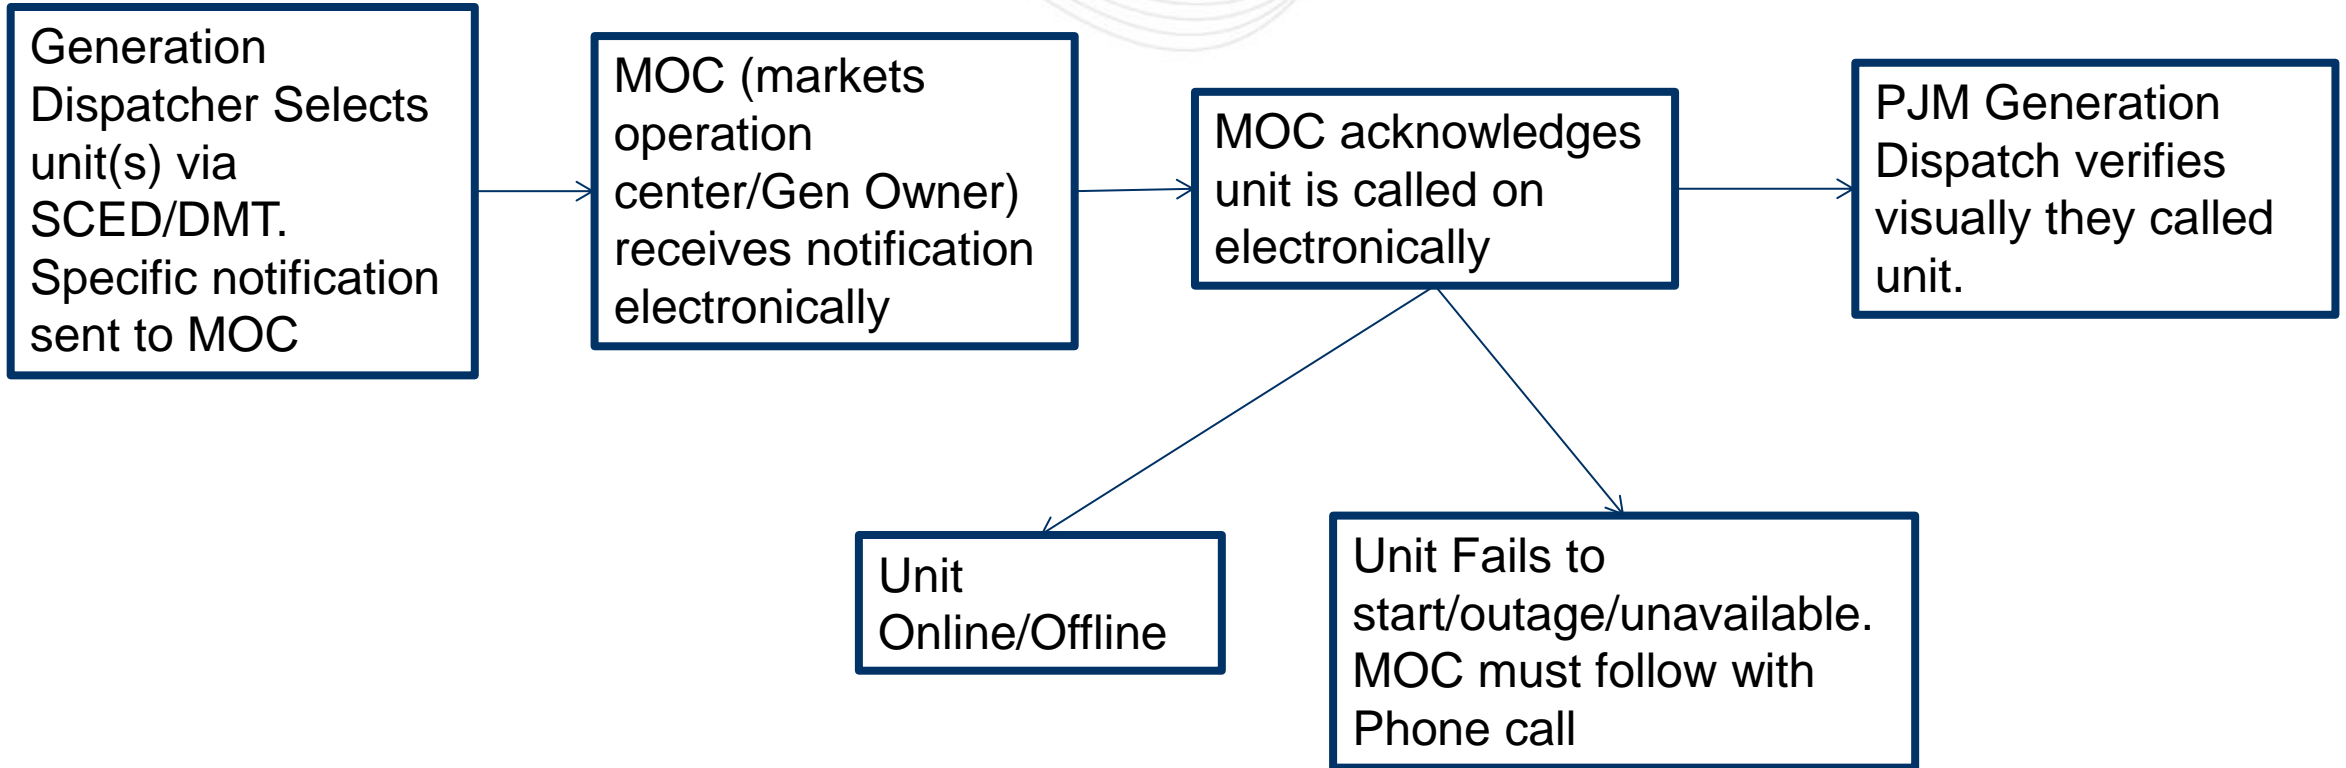 Generation
Dispatcher Selects
unit(s) via
SCED/DMT.
Specific notification
sent to MOC
MOC (markets
operation
center/Gen Owner)
receives notification
electronically
MOC acknowledges
unit is called on
electronically
PJM Generation
Dispatch verifies
visually they called
unit.
Unit
Online/Offline
Unit Fails to
start/outage/unavailable.
MOC must follow with
Phone call